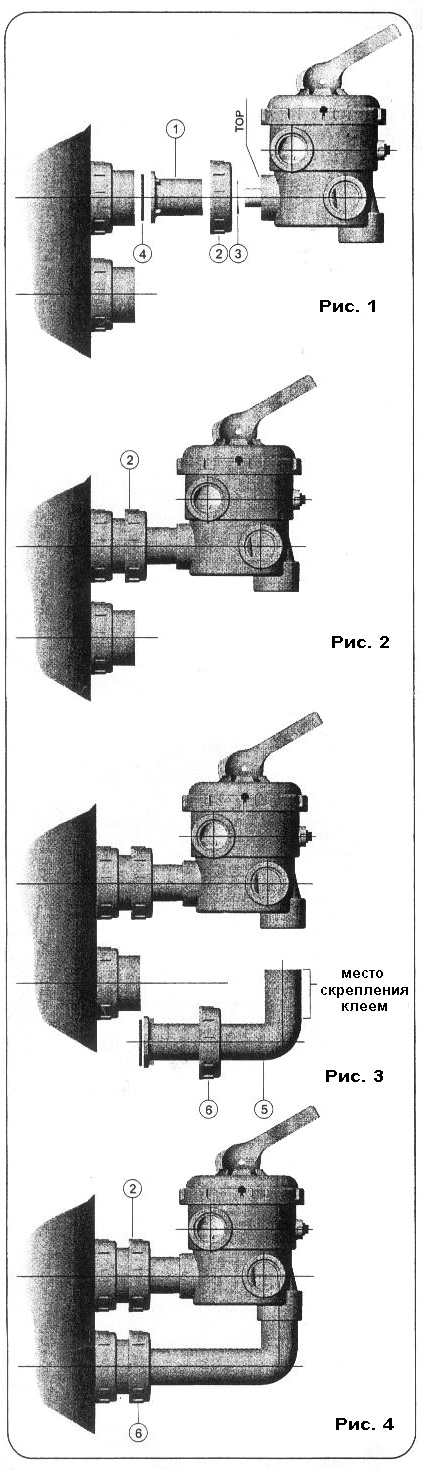 TOP
1
4
2
3
Рис. 1
2
Рис. 2
место
скрепления
клеем
Рис. 3
6
5
2
Рис. 4
6